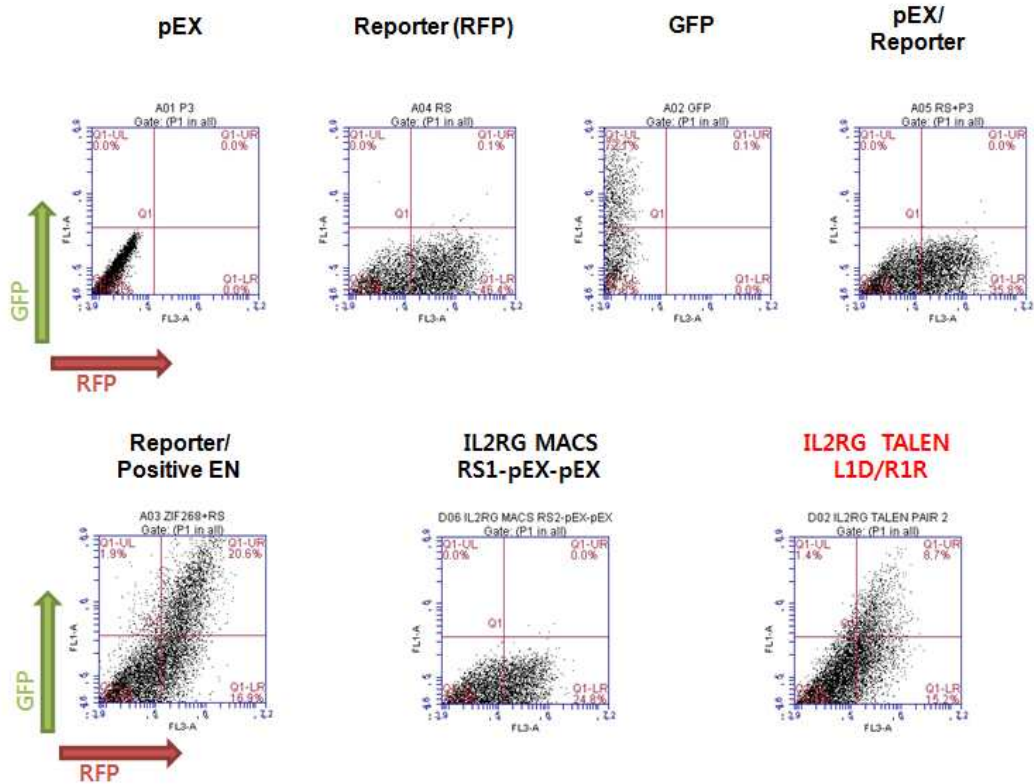 pEX
Reporter (RFP)
GFP
pEX/
Reporter
A01 P3
Gate: (P1 in all)
Q1-UL
0.0%
Q1-UR
0.0%
Q1
0.0%
FL1-A
FL3-A
A04 RS
Gate: (P1 in all)
Q1-UL
0.0%
Q1-UR
0.1%
Q1
Q1-LR
46.4%
FL1-A
FL3-A
A02 GFP
Gate: (P1 in all)
Q1-UL
72.1%
Q1-UR
0.1%
Q1
Q1-LR
0.0%
FL1-A
FL3-A
A05 RS+P3
Gate: (P1 in all)
Q1-UL
0.0%
Q1-UR
0.0%
Q1
Q1-LR
35.8%
FL1-A
FL3-A
GFP
RFP
Reporter/
Positive EN
IL2RG MACS
RS1-pEX-pEX
IL2RG TALEN
L1D/R1R
A03 ZIF268+RS
Gate: (P1 in all)
Q1-UL
1.9%
Q1-UR
20.6%
Q1-LR
16.9%
FL1-A
FL3-A
D06 IL2RG MACS RS2-pEX-pEX
Gate: (P1 in all)
Q1-UL
0.0%
Q1-UR
0.0%
Q1
Q1-LR
24.8%
FL1-A
FL3-A
D02 IL2RG TALEN PAIR 2
Gate: (P1 in all)
Q1-UL
1.4%
Q1-UR
8.7%
Q1-LR
15.2%
FL1-A
FL3-A
GFP
RFP